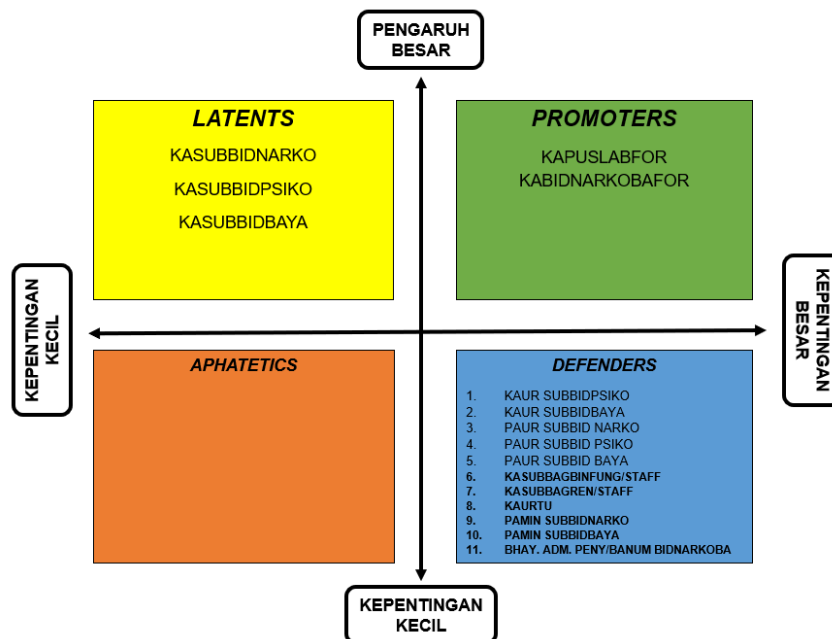 PENGARUH
BESAR
LATENTS
KASUBBIDNARKO
KASUBBIDPSIKO
KASUBBIDBAYA
PROMOTERS
KAPUSLABFOR
KABIDNARKOBAFOR
KEPENTINGAN
KECIL
KEPENTINGAN
BESAR
APHATETICS
DEFENDERS
1. KAUR SUBBIDPSIKO
2. KAUR SUBBIDBAYA
3. PAUR SUBBID NARKO
4. PAUR SUBBID PSIKO
5. PAUR SUBBID BAYA
6. KASUBBAGBINFUNG/STAFF
7. KASUBBAGREN/STAFF
8. KAURTU
9. PAMIN SUBBIDNARKO
10. PAMIN SUBBIDBAYA
11. BHAY. ADM. PENY/BANUM BIDNARKOBA
KEPENTINGAN
KECIL